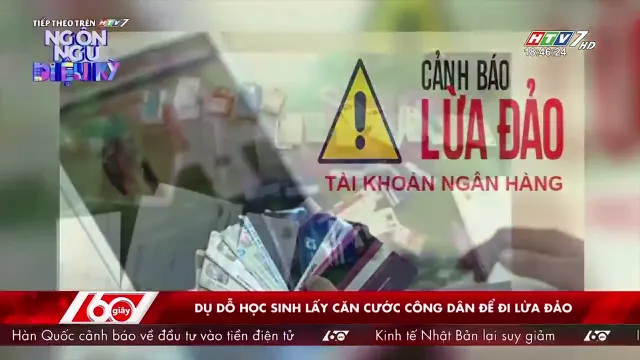 TIẾP THEO TRÊN HTV7
NGÔN
NGỮ
DIỆU KỲ
HTV7 HD
18:46:24
CẢNH BÁO
LỪA ĐẢO
TÀI KHOẢN NGÂN HÀNG
60 giây
DỤ DỖ HỌC SINH LẤY CĂN CƯỚC CÔNG DÂN ĐỂ ĐI LỪA ĐẢO
Hàn Quốc cảnh báo về đầu tư vào tiền điện tử
60
Kinh tế Nhật Bản lại suy giảm
60